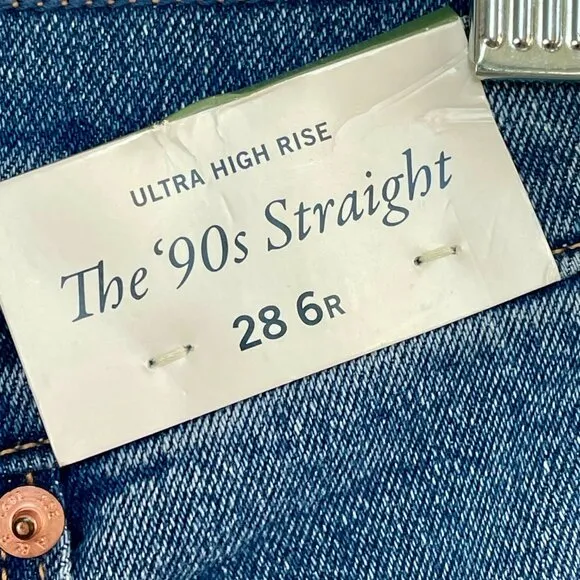 ULTRA HIGH RISE
The ‘90s Straight
28 6R